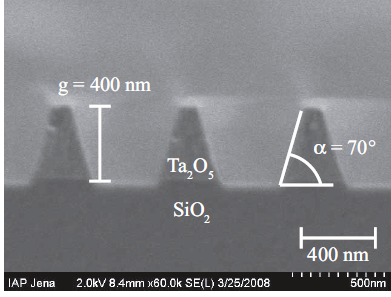 g = 400 nm
α = 70°
Ta₂O₅
SiO₂
400 nm
IAP Jena 2.0kV 8.4mm x60.0k SE(L) 3/25/2008 500nm